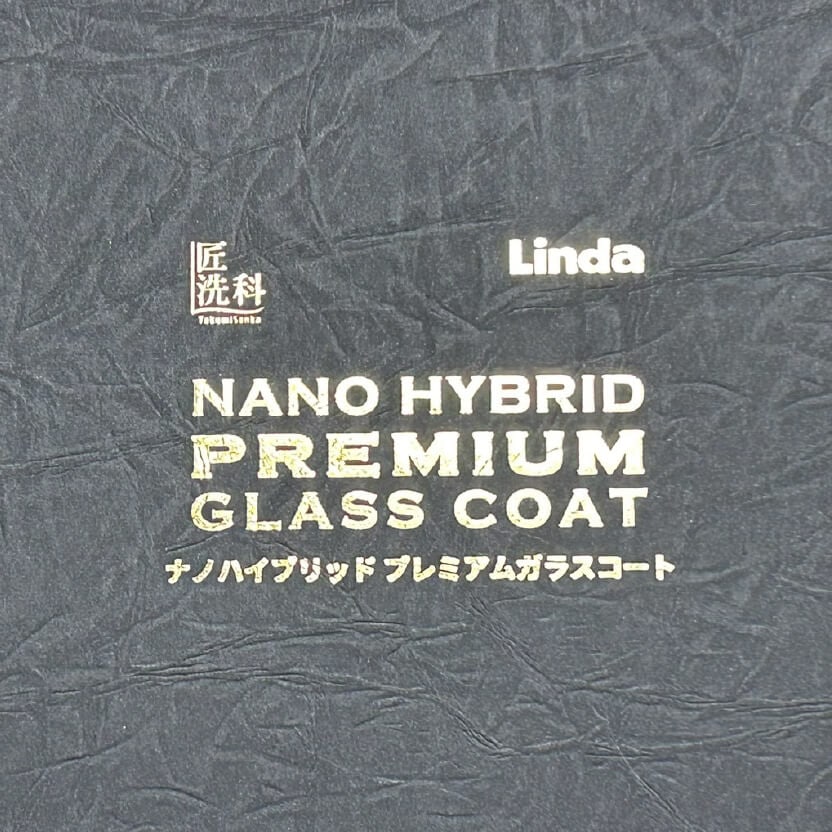 匠
洗科
TakumiSenka
Linda
NANO HYBRID
PREMIUM
GLASS COAT
ナノハイブリッド プレミアムガラスコート